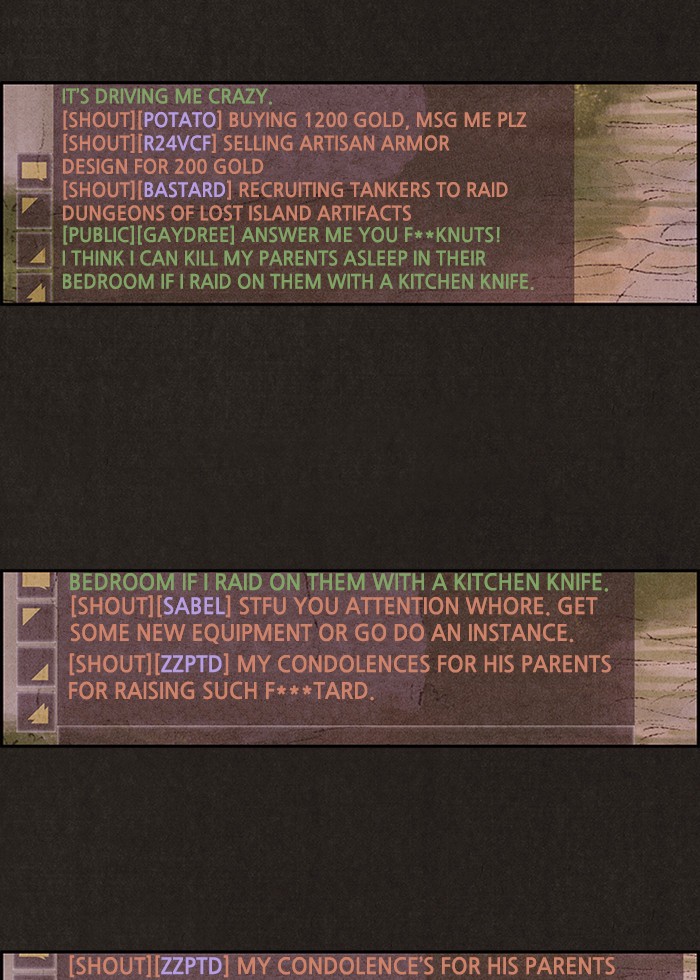 IT'S DRIVING ME CRAZY.
[SHOUT][POTATO] BUYING 1200 GOLD, MSG ME PLZ
[SHOUT][R24VCF] SELLING ARTISAN ARMOR
DESIGN FOR 200 GOLD
[SHOUT][BASTARD] RECRUITING TANKERS TO RAID
DUNGEONS OF LOST ISLAND ARTIFACTS
[PUBLIC][GAYDREE] ANSWER ME YOU F**KNUTS!
I THINK I CAN KILL MY PARENTS ASLEEP IN THEIR
BEDROOM IF I RAID ON THEM WITH A KITCHEN KNIFE.
BEDROOM IF I RAID ON THEM WITH A KITCHEN KNIFE.
[SHOUT][SABEL] STFU YOU ATTENTION WHORE. GET
SOME NEW EQUIPMENT OR GO DO AN INSTANCE.
[SHOUT][ZZPTD] MY CONDOLENCES FOR HIS PARENTS
FOR RAISING SUCH F***TARD.
[SHOUT][ZZPTD] MY CONDOLENCE'S FOR HIS PARENTS